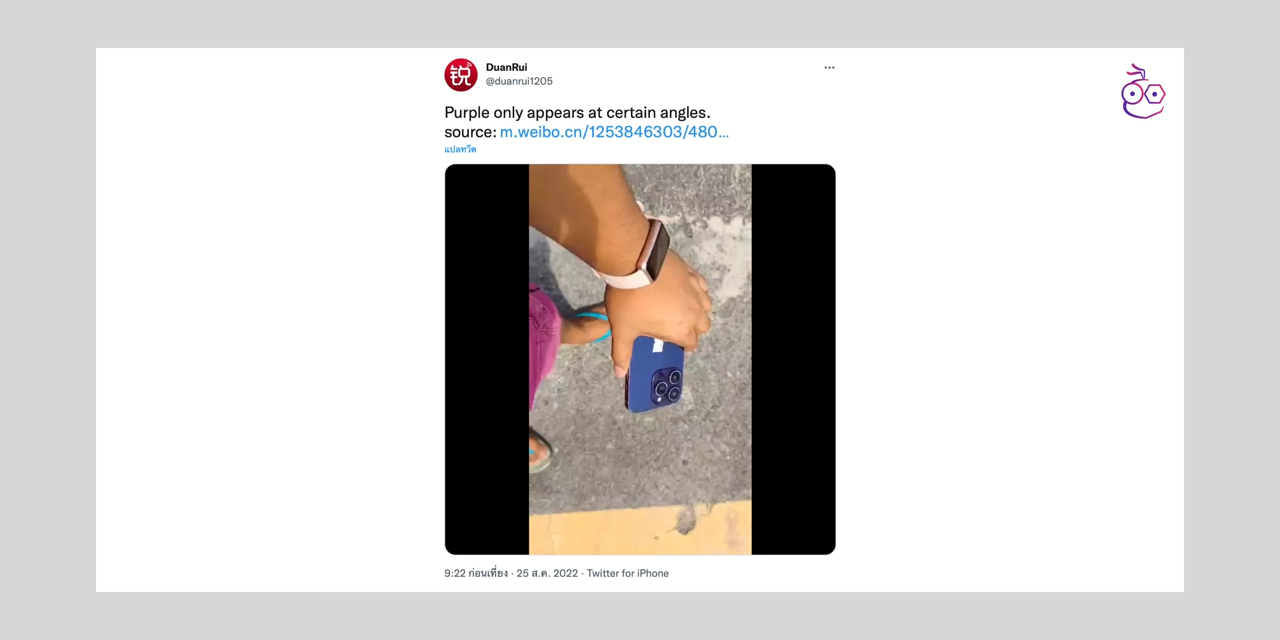 锐
DuanRui
@duanrui1205
Purple only appears at certain angles.
source: m.weibo.cn/1253846303/480...
แปลทวีต
9:22 ก่อนเที่ยง · 25 ส.ค. 2022 · Twitter for iPhone